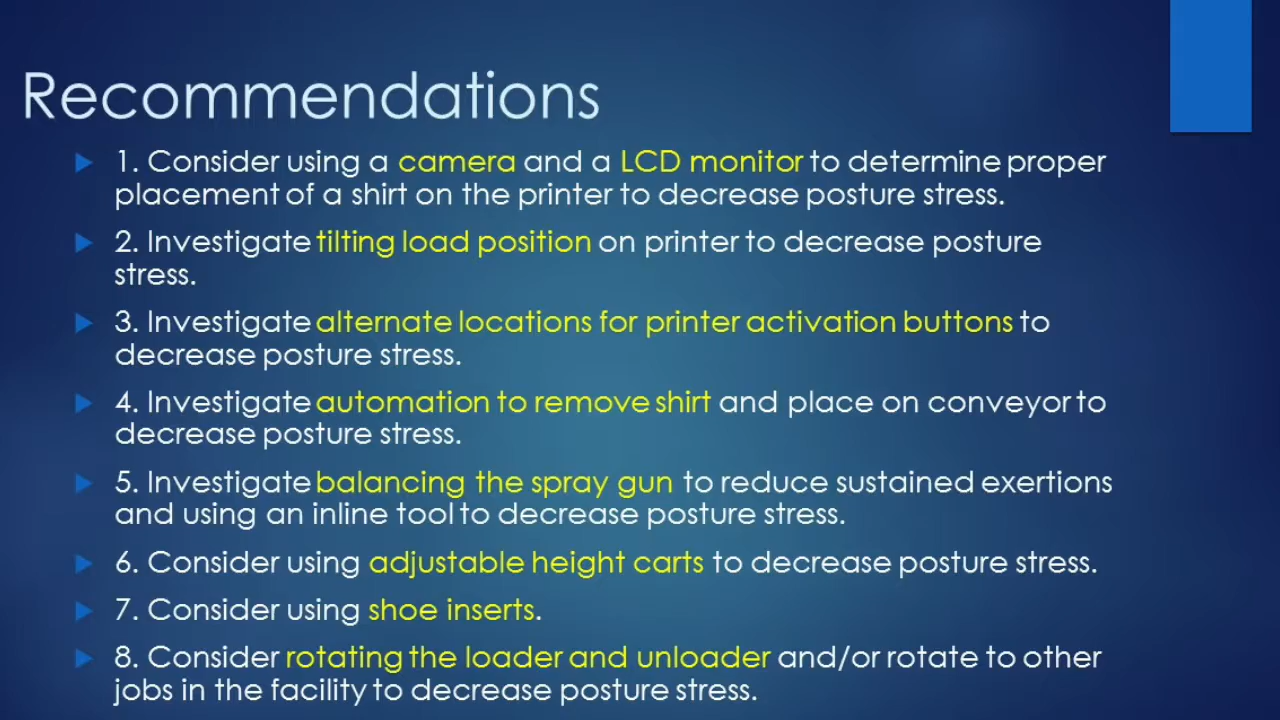 Recommendations
1. Consider using a camera and a LCD monitor to determine proper
placement of a shirt on the printer to decrease posture stress.
2. Investigate tilting load position on printer to decrease posture
stress.
3. Investigate alternate locations for printer activation buttons to
decrease posture stress.
4. Investigate automation to remove shirt and place on conveyor to
decrease posture stress.
5. Investigate balancing the spray gun to reduce sustained exertions
and using an inline tool to decrease posture stress.
6. Consider using adjustable height carts to decrease posture stress.
7. Consider using shoe inserts.
8. Consider rotating the loader and unloader and/or rotate to other
jobs in the facility to decrease posture stress.